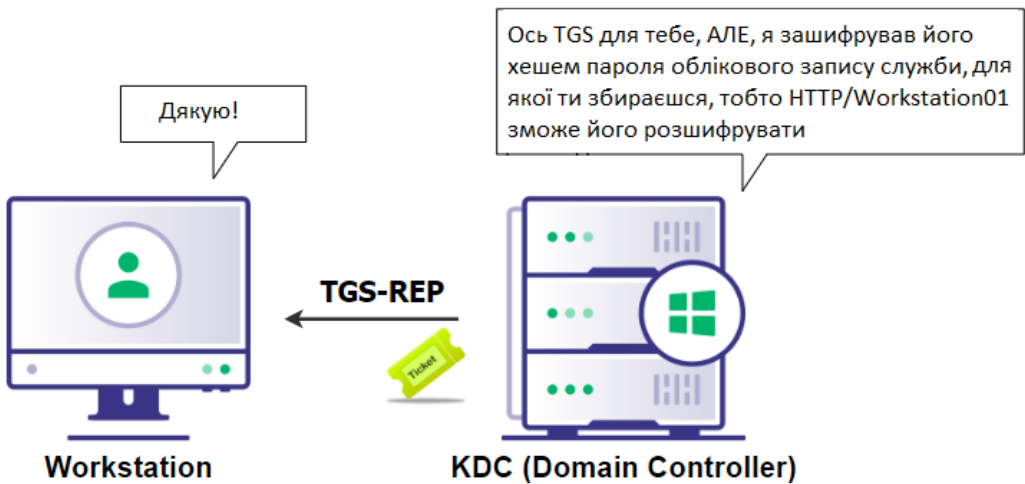 Ось TGS для тебе, АЛЕ, я зашифрував його
хешем пароля облікового запису служби, для
якої ти збираєшся, тобто HTTP/Workstation01
зможе його розшифрувати
Дякую!
TGS-REP
Ticket
Workstation
KDC (Domain Controller)